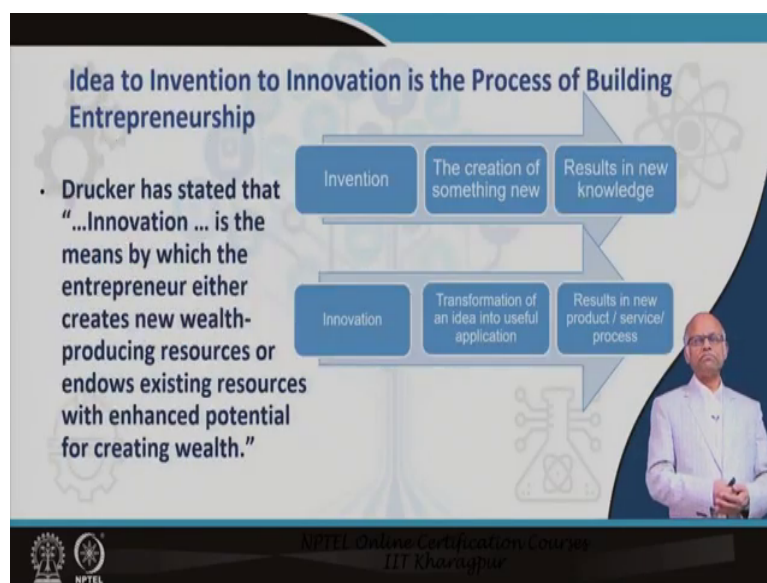 Idea to Invention to Innovation is the Process of Building
Entrepreneurship
• Drucker has stated that
“...Innovation ... is the
means by which the
entrepreneur either
creates new wealth-
producing resources or
endows existing resources
with enhanced potential
for creating wealth.”
Invention
The creation of
something new
Results in new
knowledge
Innovation
Transformation of
an idea into useful
application
Results in new
product / service/
process
NPTEL Online Certification Courses
IIT Kharagpur
NPTEL